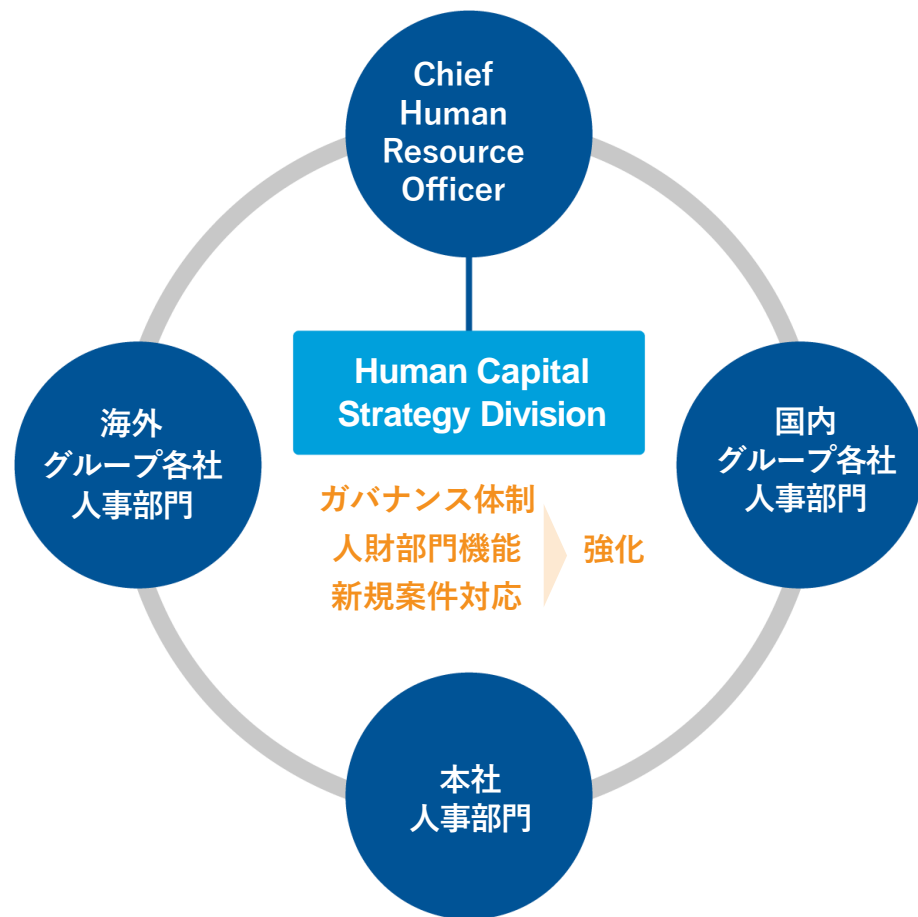 Chief
Human
Resource
Officer
Human Capital
Strategy Division
海外
グループ各社
人事部門
国内
グループ各社
人事部門
ガバナンス体制
人財部門機能
新規案件対応
強化
本社
人事部門